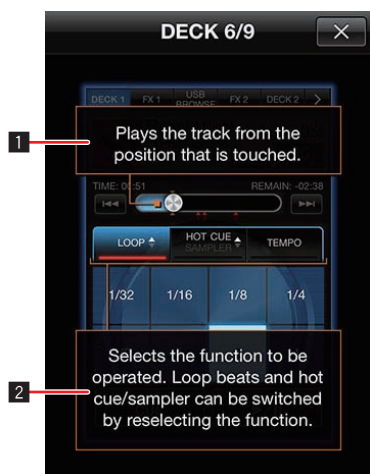 DECK 6/9
DECK 1 FX 1 USB BROWSE FX 2 DECK 2
1
Plays the track from the
position that is touched.
TIME: 00:51 REMAIN: -02:38
LOOP HOT CUE SAMPLER TEMPO
1/32 1/16 1/8 1/4
2
Selects the function to be
operated. Loop beats and hot
cue/sampler can be switched
by reselecting the function.